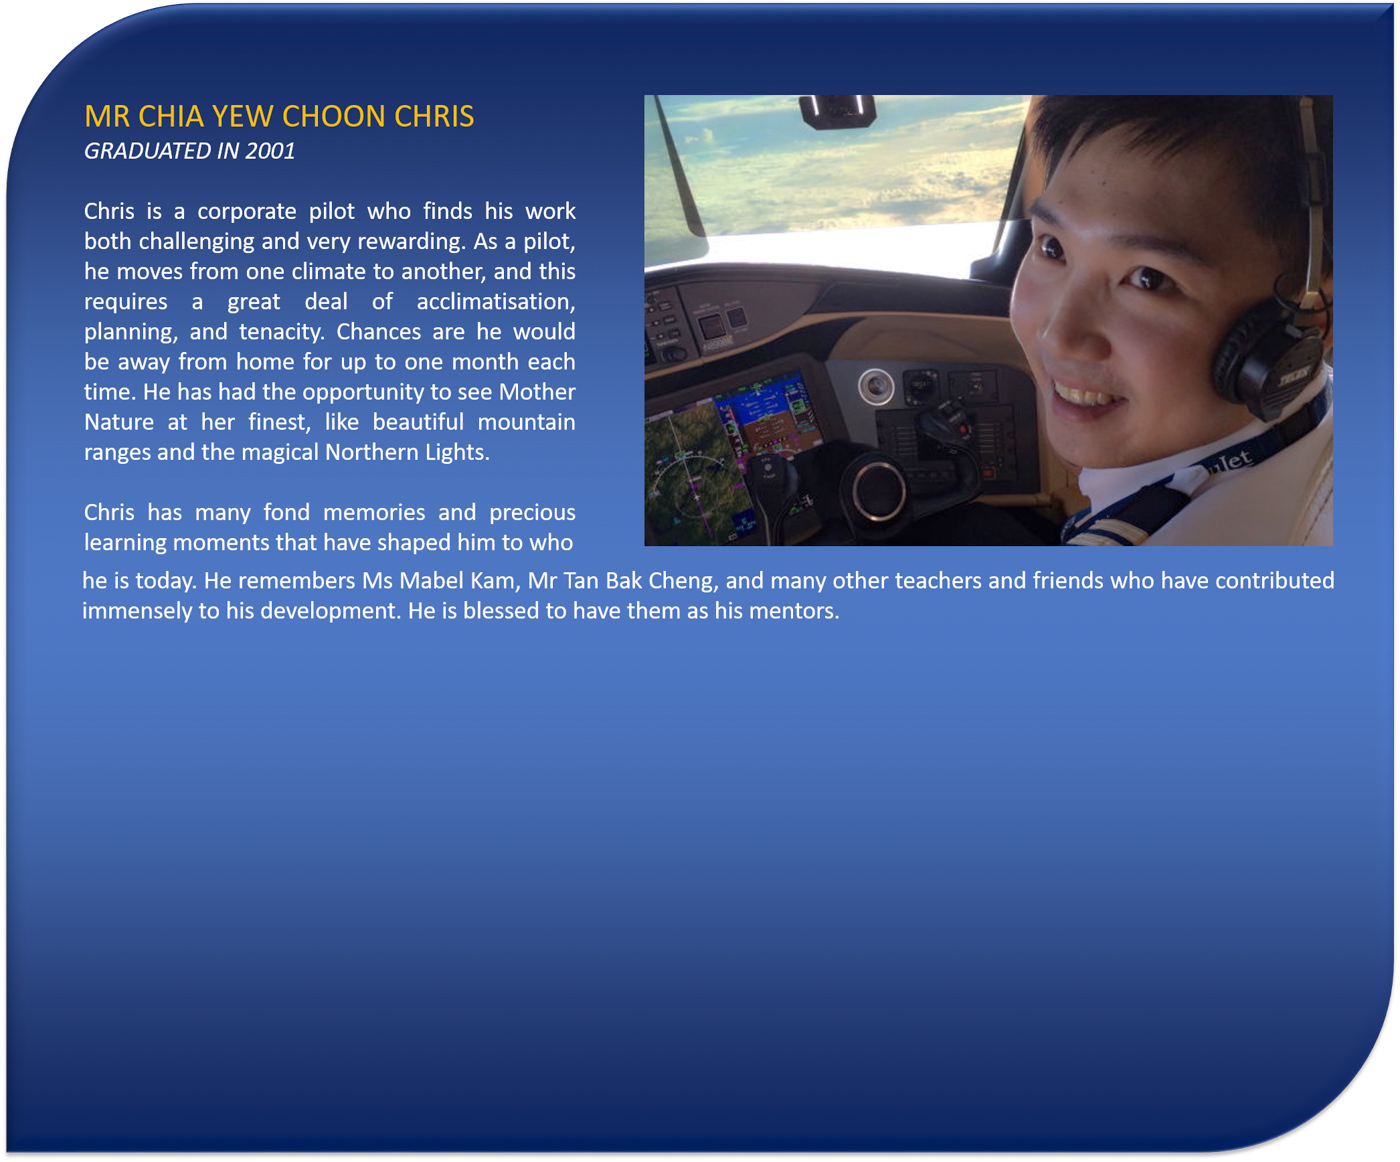 MR CHIA YEW CHOON CHRIS
GRADUATED IN 2001
Chris is a corporate pilot who finds his work
both challenging and very rewarding. As a pilot,
he moves from one climate to another, and this
requires a great deal of acclimatisation,
planning, and tenacity. Chances are he would
be away from home for up to one month each
time. He has had the opportunity to see Mother
Nature at her finest, like beautiful mountain
ranges and the magical Northern Lights.
Chris has many fond memories and precious
learning moments that have shaped him to who
he is today. He remembers Ms Mabel Kam, Mr Tan Bak Cheng, and many other teachers and friends who have contributed
immensely to his development. He is blessed to have them as his mentors.